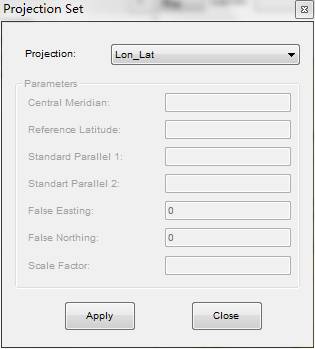 Projection Set
Projection: Lon_Lat
Parameters
Central Meridian:
Reference Latitude:
Standard Parallel 1:
Standart Parallel 2:
False Easting: 0
False Northing: 0
Scale Factor:
Apply Close